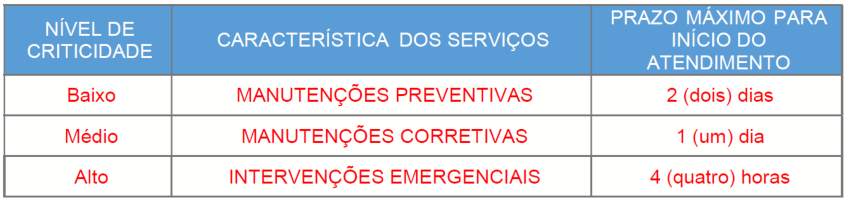 NÍVEL DE
CRITICIDADE
CARACTERÍSTICA DOS SERVIÇOS
PRAZO MÁXIMO PARA
INÍCIO DO
ATENDIMENTO
Baixo
MANUTENÇÕES PREVENTIVAS
2 (dois) dias
Médio
MANUTENÇÕES CORRETIVAS
1 (um) dia
Alto
INTERVENÇÕES EMERGENCIAIS
4 (quatro) horas